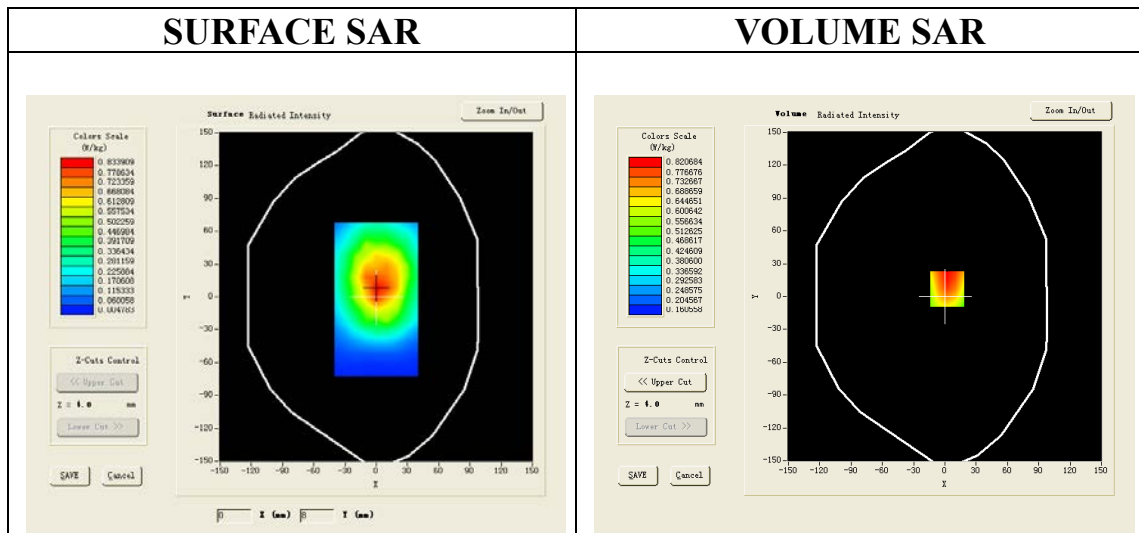 SURFACE SAR
VOLUME SAR
Surface Radiated Intensity
Zoom In/Out
Colors Scale
(W/kg)
0.833909
0.778634
0.723359
0.668084
0.612809
0.557534
0.502259
0.446984
0.391709
0.336434
0.281159
0.225884
0.170608
0.115333
0.060058
0.004783
Z-Cuts Control
<< Upper Cut
Z = 4.0 mm
Lower Cut >>
SAVE
Cancel
150
120
90
60
30
0
-30
-60
-90
-120
-150
Y
-150 -120 -90 -60 -30 0 30 60 90 120 150
X
0 X (mm) 8 Y (mm)
Volume Radiated Intensity
Zoom In/Out
Colors Scale
(W/kg)
0.820684
0.776676
0.732667
0.688659
0.644651
0.600642
0.556634
0.512625
0.468617
0.424609
0.380600
0.336592
0.292583
0.248575
0.204567
0.160558
Z-Cuts Control
<< Upper Cut
Z = 4.0 mm
Lower Cut >>
SAVE
Cancel
150
120
90
60
30
0
-30
-60
-90
-120
-150
Y
-150 -120 -90 -60 -30 0 30 60 90 120 150
X